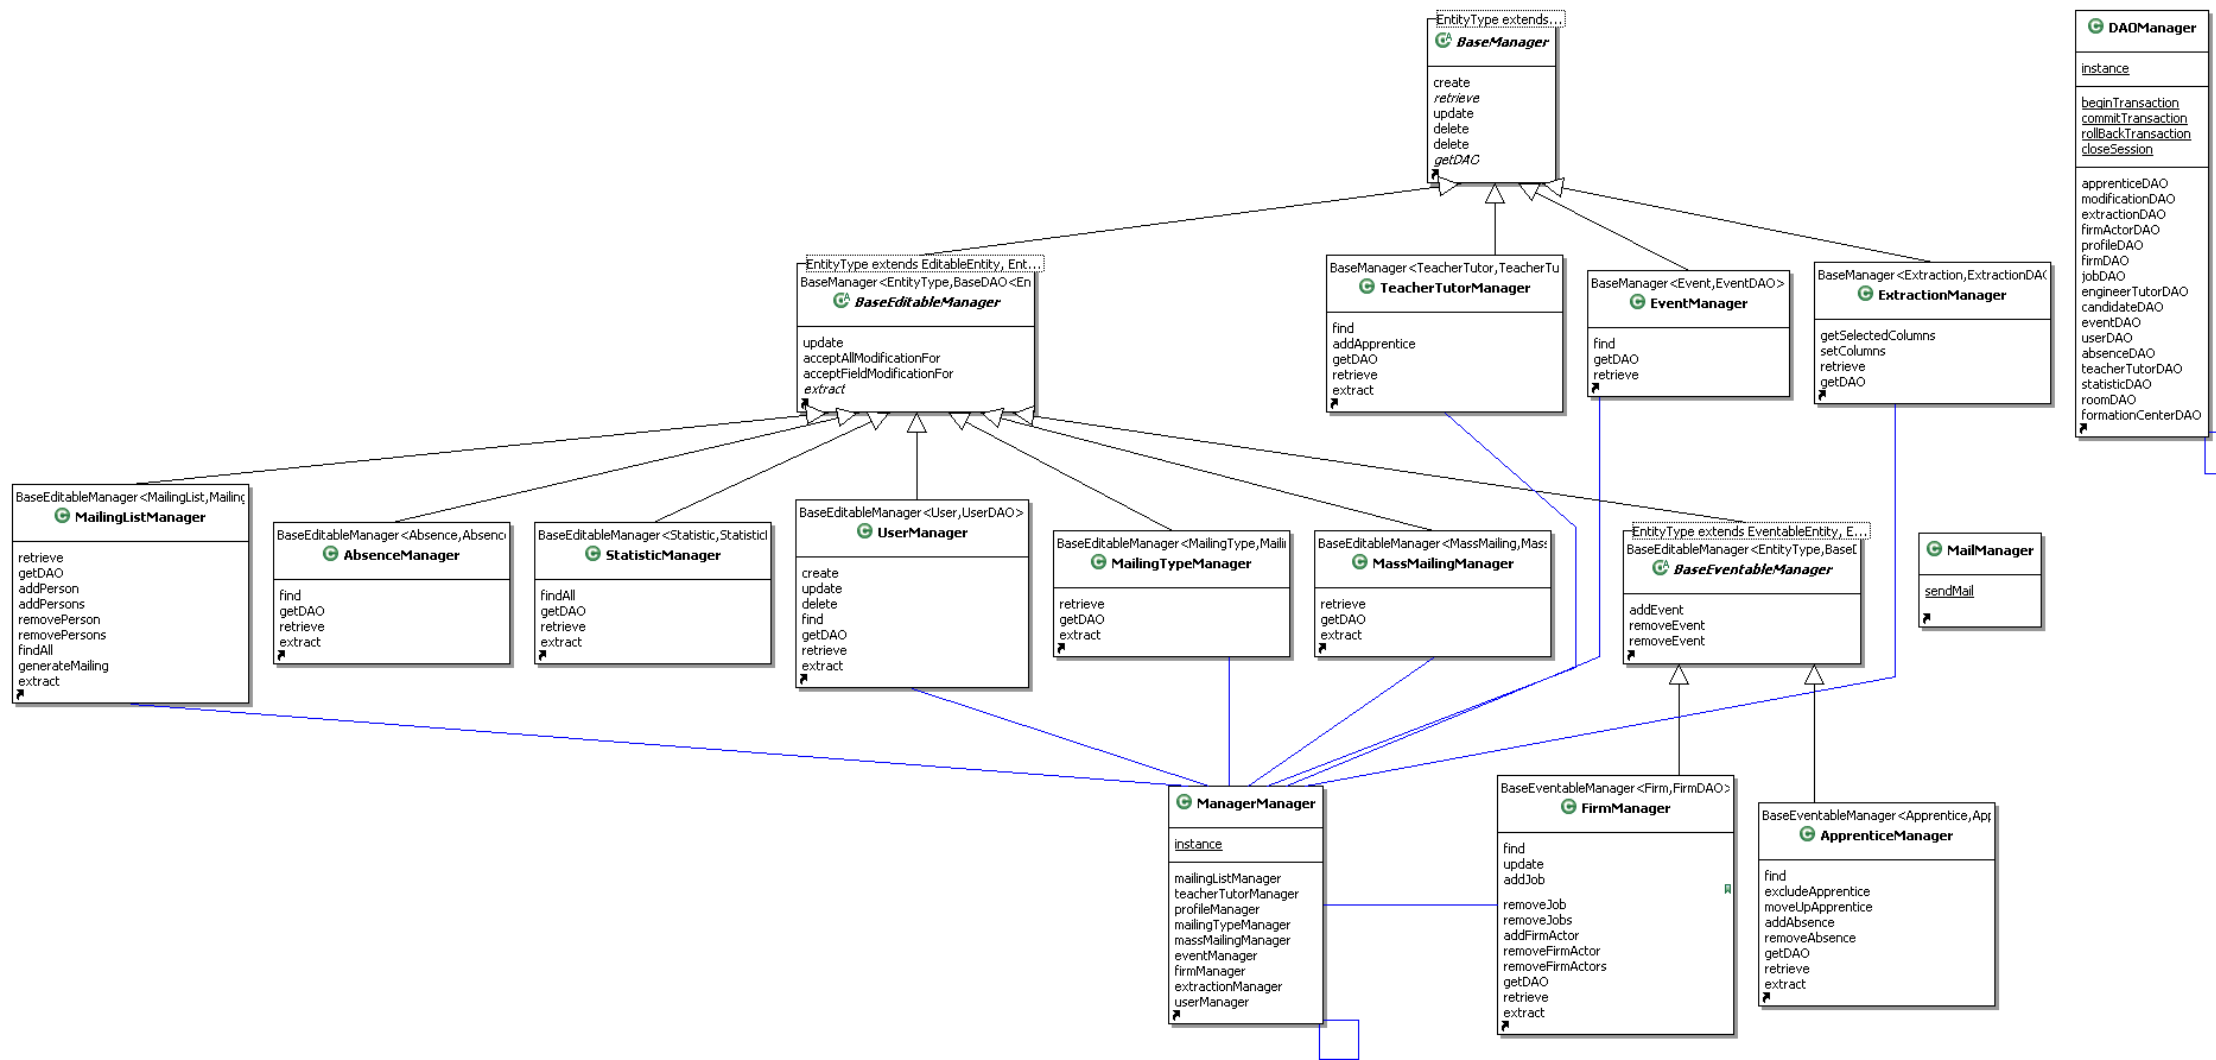 EntityType extends...
BaseManager
create
retrieve
update
delete
delete
getDAO
DAOManager
instance
beginTransaction
commitTransaction
rollBackTransaction
closeSession
apprenticeDAO
modificationDAO
extractionDAO
firmActorDAO
profileDAO
firmDAO
jobDAO
engineerTutorDAO
candidateDAO
eventDAO
userDAO
absenceDAO
teacherTutorDAO
statisticDAO
roomDAO
formationCenterDAO
EntityType extends EditableEntity, Ent...
BaseManager<EntityType,BaseDAO<En
BaseEditableManager
update
acceptAllModificationFor
acceptFieldModificationFor
extract
BaseManager<TeacherTutor,TeacherTu
TeacherTutorManager
find
addApprentice
getDAO
retrieve
extract
BaseManager<Event,EventDAO>
EventManager
find
getDAO
retrieve
BaseManager<Extraction,ExtractionDA(
ExtractionManager
getSelectedColumns
setColumns
retrieve
getDAO
BaseEditableManager<MailingList,Mailing
MailingListManager
retrieve
getDAO
addPerson
addPersons
removePerson
removePersons
findAll
generateMailing
extract
BaseEditableManager<Absence,Absenc
AbsenceManager
find
getDAO
retrieve
extract
BaseEditableManager<Statistic,Statistic
StatisticManager
findAll
getDAO
retrieve
extract
BaseEditableManager<User,UserDAO>
UserManager
create
update
delete
find
getDAO
retrieve
extract
BaseEditableManager<MailingType,Maili
MailingTypeManager
retrieve
getDAO
extract
BaseEditableManager<MassMailing,Mas
MassMailingManager
retrieve
getDAO
extract
EntityType extends EventableEntity, E...
BaseEditableManager<EntityType,Base
BaseEventableManager
addEvent
removeEvent
removeEvent
MailManager
sendMail
ManagerManager
instance
mailingListManager
teacherTutorManager
profileManager
mailingTypeManager
massMailingManager
eventManager
firmManager
extractionManager
userManager
BaseEventableManager<Firm,FirmDAO>
FirmManager
find
update
addJob
removeJob
removeJobs
addFirmActor
removeFirmActor
removeFirmActors
getDAO
retrieve
extract
BaseEventableManager<Apprentice,App
ApprenticeManager
find
excludeApprentice
moveUpApprentice
addAbsence
removeAbsence
getDAO
retrieve
extract